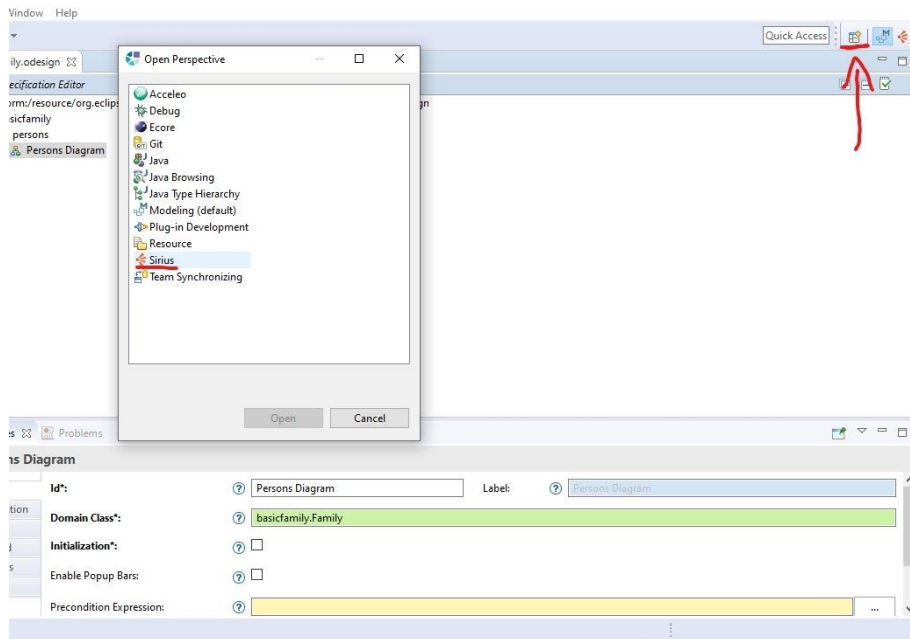 Window Help
Quick Access
ily.odesign
Open Perspective
ecification Editor
orm:/resource/org.eclips
gn
sicfamily
persons
Persons Diagram
Acceleo
Debug
Ecore
Git
Java
Java Browsing
Java Type Hierarchy
Modeling (default)
Plug-in Development
Resource
Sirius
Team Synchronizing
Open Cancel
es Problems
ns Diagram
Id*: Persons Diagram Label: Persons Diagram
tion
Domain Class*: basicfamily.Family
Initialization*:
s
Enable Popup Bars:
Precondition Expression: ...